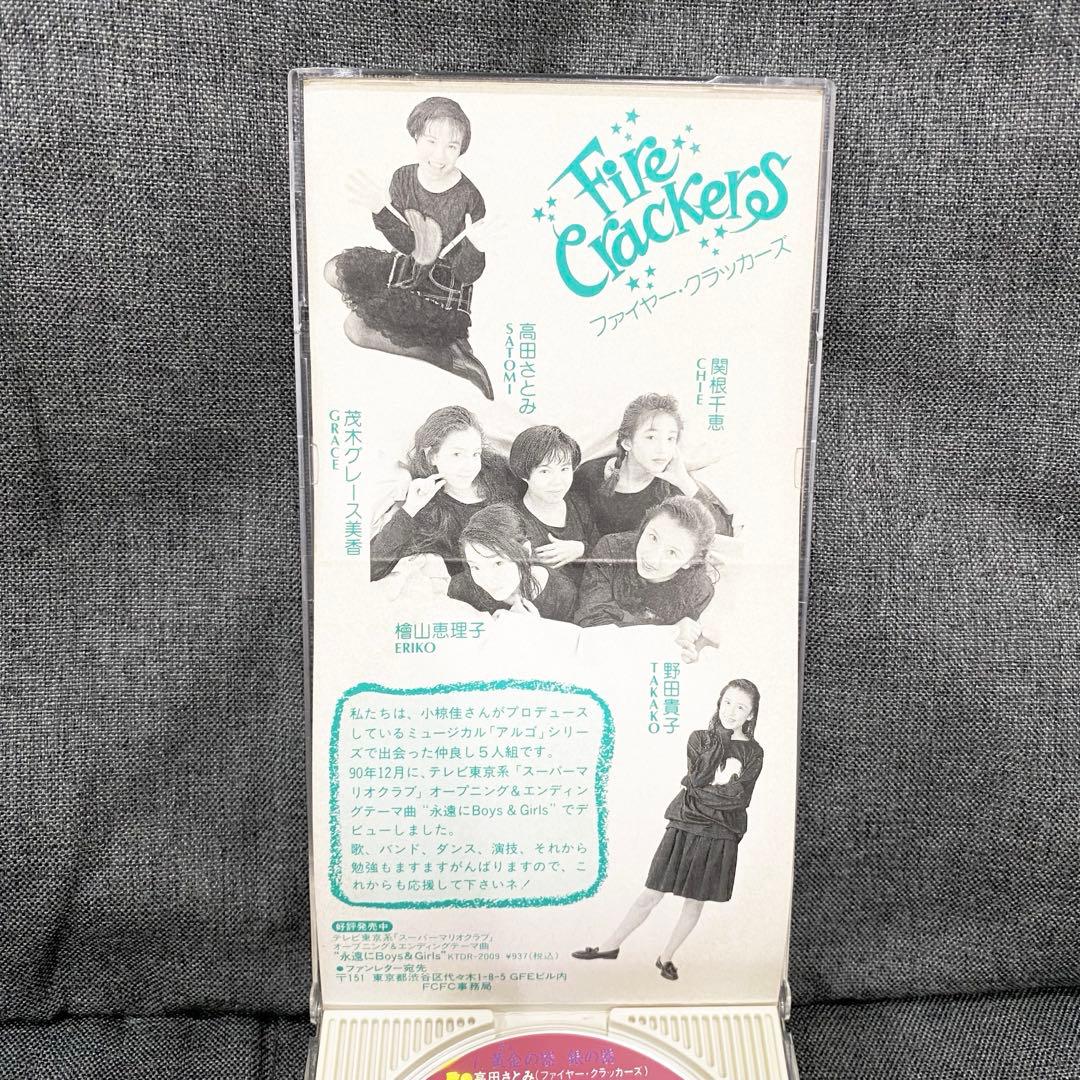 Fire
Crackers
ファイヤー・クラッカーズ
高田さとみ
SATOMI
関根千恵
CHIE
茂木グレース美香
GRACE
檜山恵理子
ERIKO
野田貴子
TAKAKO
私たちは、小椋佳さんがプロデュース
しているミュージカル「アルゴ」シリー
ズで出会った仲良し5人組です。
90年12月に、テレビ東京系「スーパーマ
リオクラブ」オープニング&エンディン
グテーマ曲“永遠にBoys & Girls”でデ
ビューしました。
歌、バンド、ダンス、演技、それから
勉強もますますがんばりますので、こ
れからも応援して下さいネ!
好評発売中
テレビ東京系「スーパーマリオクラブ」
オープニング&エンディングテーマ曲
“永遠にBoys&Girls” KTDR-2009 ¥937(税込)
●ファンレター宛先
〒151 東京都渋谷区代々木1-8-5 GFEビル内
FCFC事務局
高田さとみ(ファイヤー・クラッカーズ)